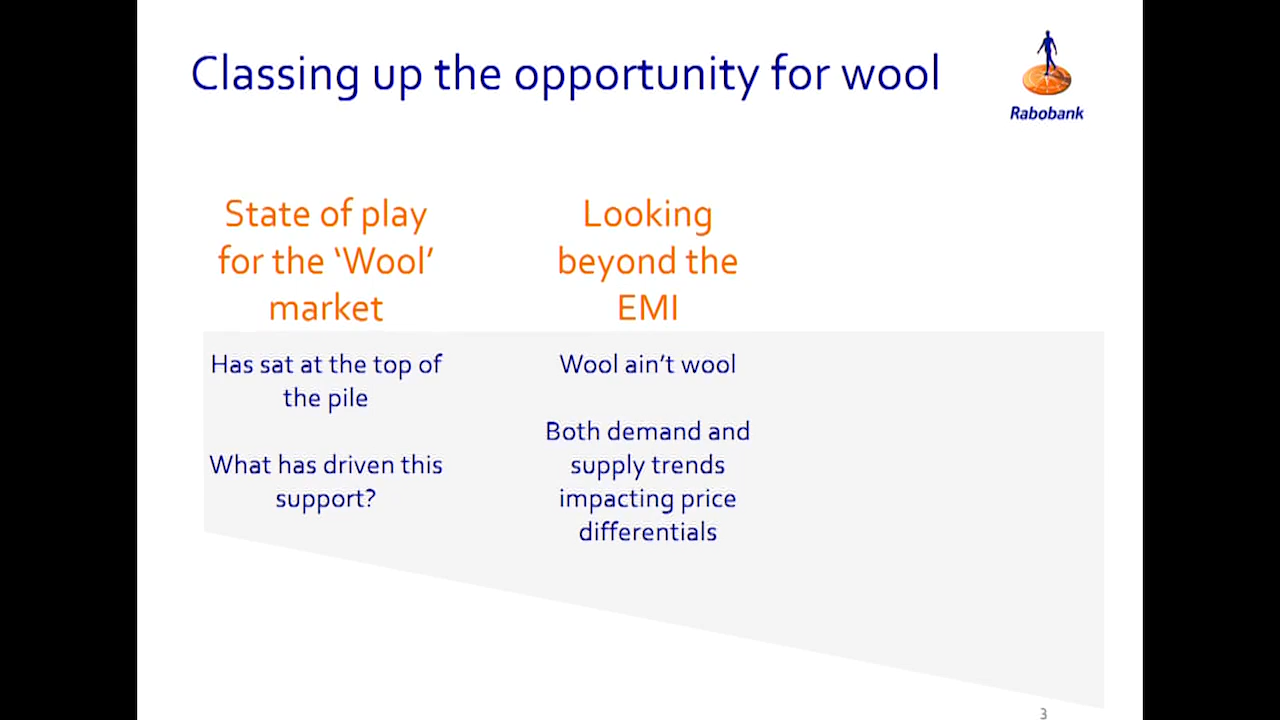 Classing up the opportunity for wool
Rabobank
State of play
for the ‘Wool’
market
Has sat at the top of
the pile
What has driven this
support?
Looking
beyond the
EMI
Wool ain’t wool
Both demand and
supply trends
impacting price
differentials
3